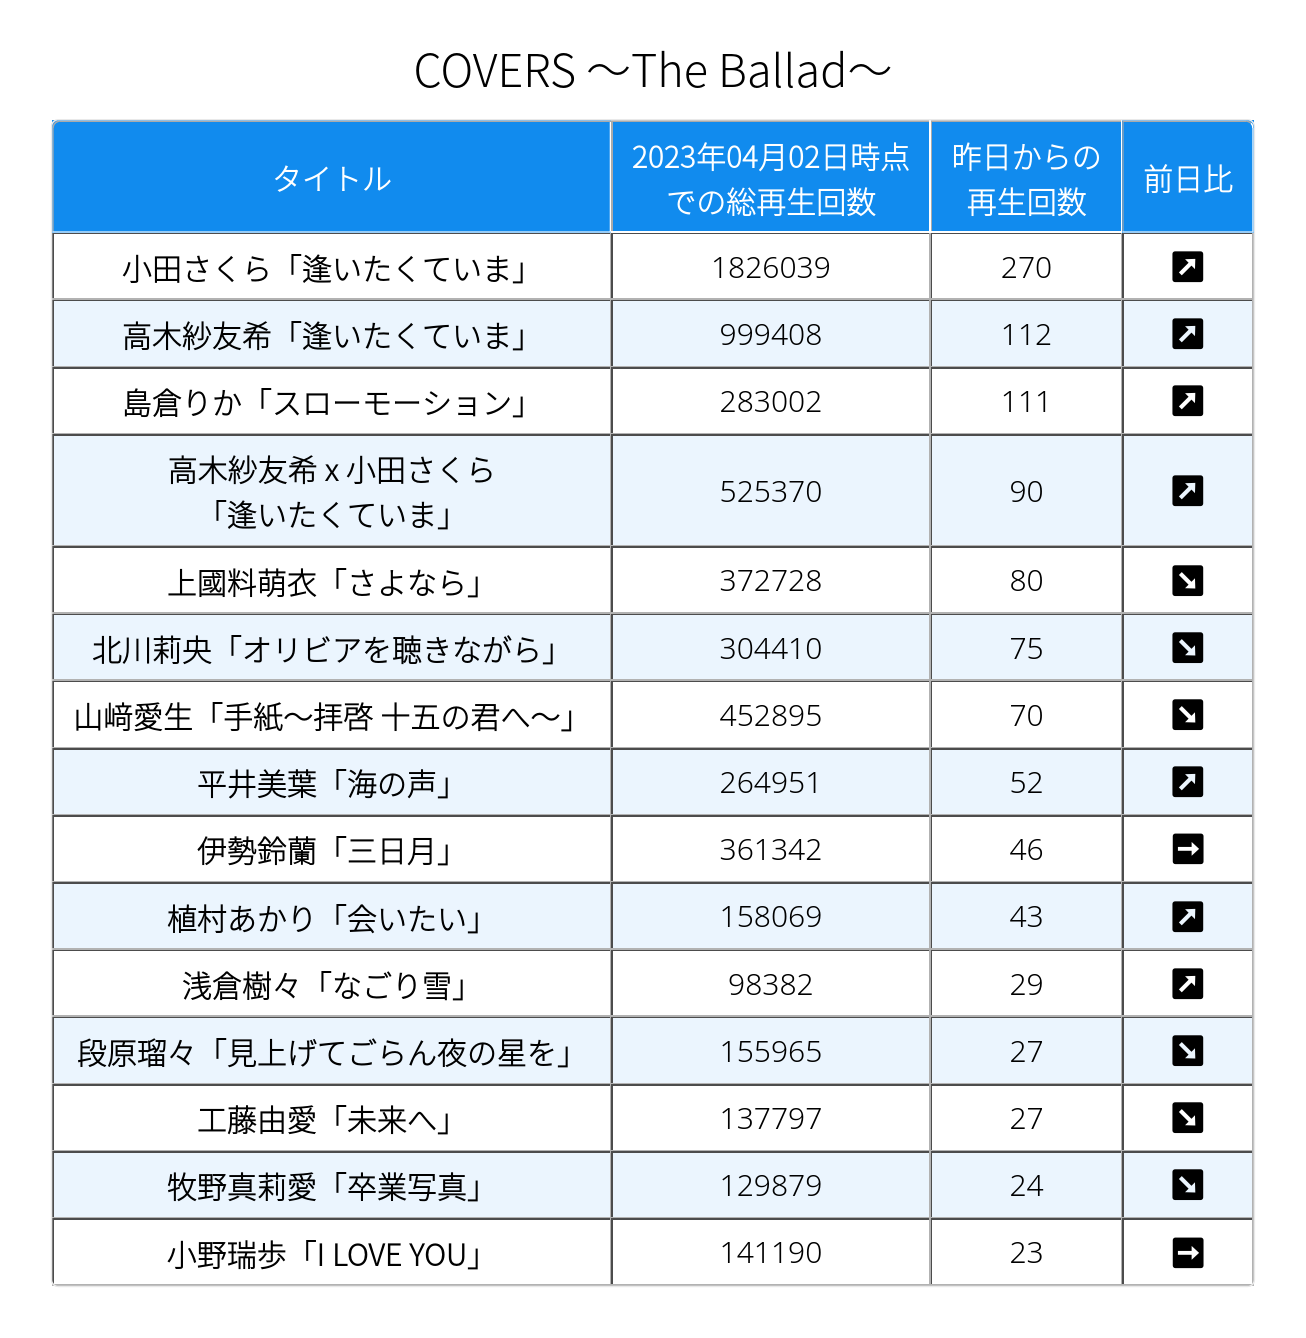 COVERS ～The Ballad～
タイトル
2023年04月02日時点
での総再生回数
昨日からの
再生回数
前日比
小田さくら「逢いたくていま」 1826039 270 ↗
高木紗友希「逢いたくていま」 999408 112 ↗
島倉りか「スローモーション」 283002 111 ↗
高木紗友希 x 小田さくら
「逢いたくていま」 525370 90 ↗
上國料萌衣「さよなら」 372728 80 ↘
北川莉央「オリビアを聴きながら」 304410 75 ↘
山﨑愛生「手紙～拝啓 十五の君へ～」 452895 70 ↘
平井美葉「海の声」 264951 52 ↗
伊勢鈴蘭「三日月」 361342 46 →
植村あかり「会いたい」 158069 43 ↗
浅倉樹々「なごり雪」 98382 29 ↗
段原瑠々「見上げてごらん夜の星を」 155965 27 ↘
工藤由愛「未来へ」 137797 27 ↘
牧野真莉愛「卒業写真」 129879 24 ↘
小野瑞歩「I LOVE YOU」 141190 23 →